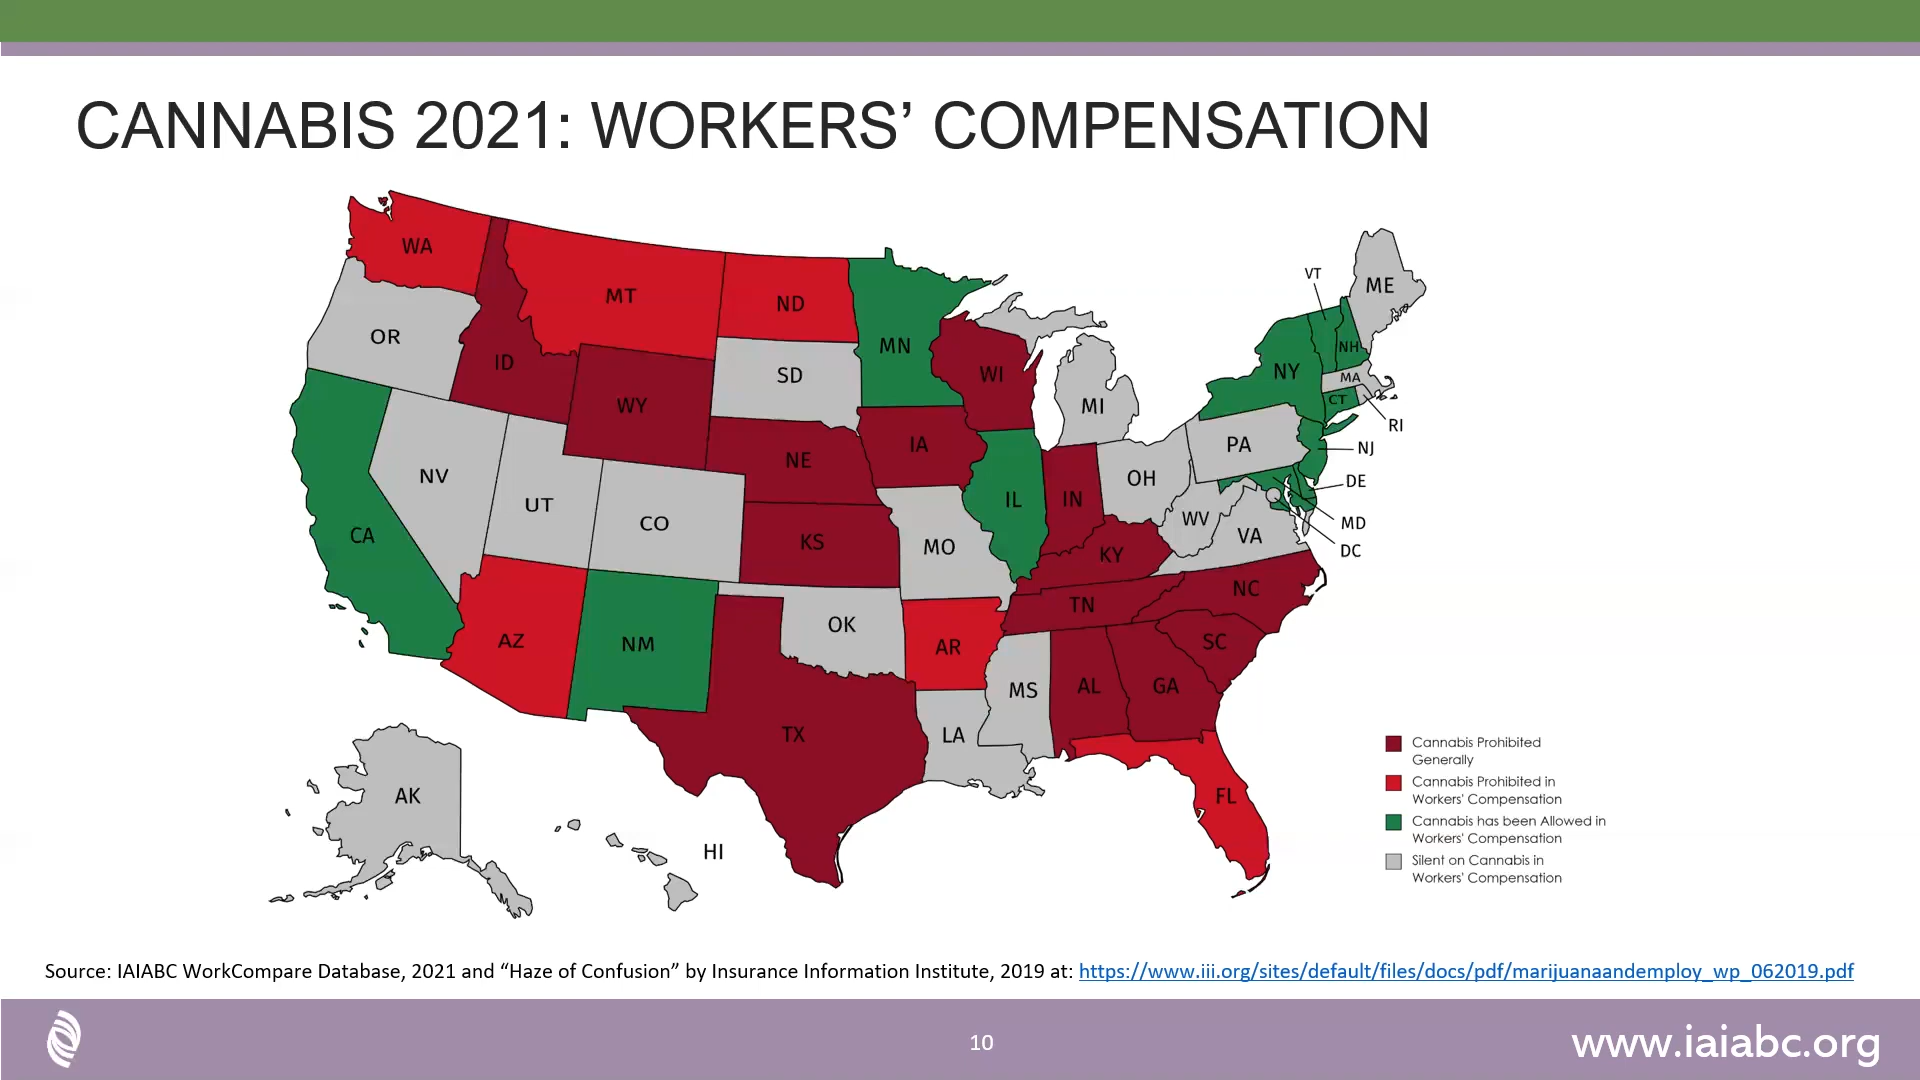 CANNABIS 2021: WORKERS’ COMPENSATION
WA
MT
ND
MN
OR
ID
SD
WI
WY
MI
ME
VT
NH
NY
MA
CT
RI
NJ
PA
DE
MD
DC
NV
UT
CO
NE
IA
IL
IN
OH
WV
VA
CA
KS
MO
KY
NC
TN
SC
AZ
NM
OK
AR
MS
AL
GA
TX
LA
FL
AK
HI
Cannabis Prohibited
Generally
Cannabis Prohibited in
Workers' Compensation
Cannabis has been Allowed in
Workers' Compensation
Silent on Cannabis in
Workers' Compensation
Source: IAIABC WorkCompare Database, 2021 and “Haze of Confusion” by Insurance Information Institute, 2019 at: https://www.iii.org/sites/default/files/docs/pdf/marijuanaandemploy_wp_062019.pdf
10
www.iaiabc.org